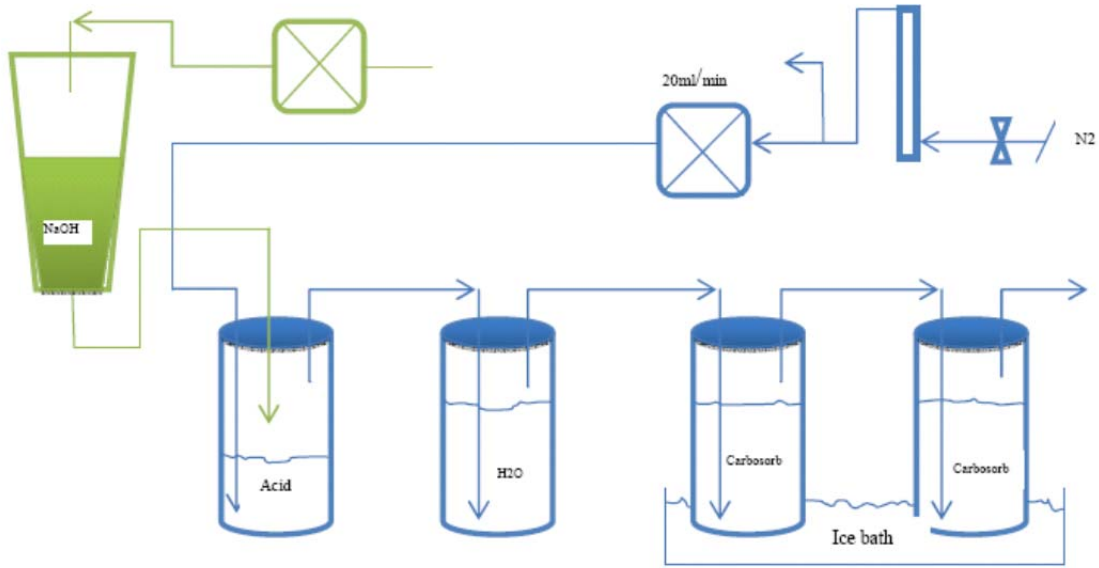 20ml/min
N2
NaOH
Acid
H2O
Carbosorb
Carbosorb
Ice bath